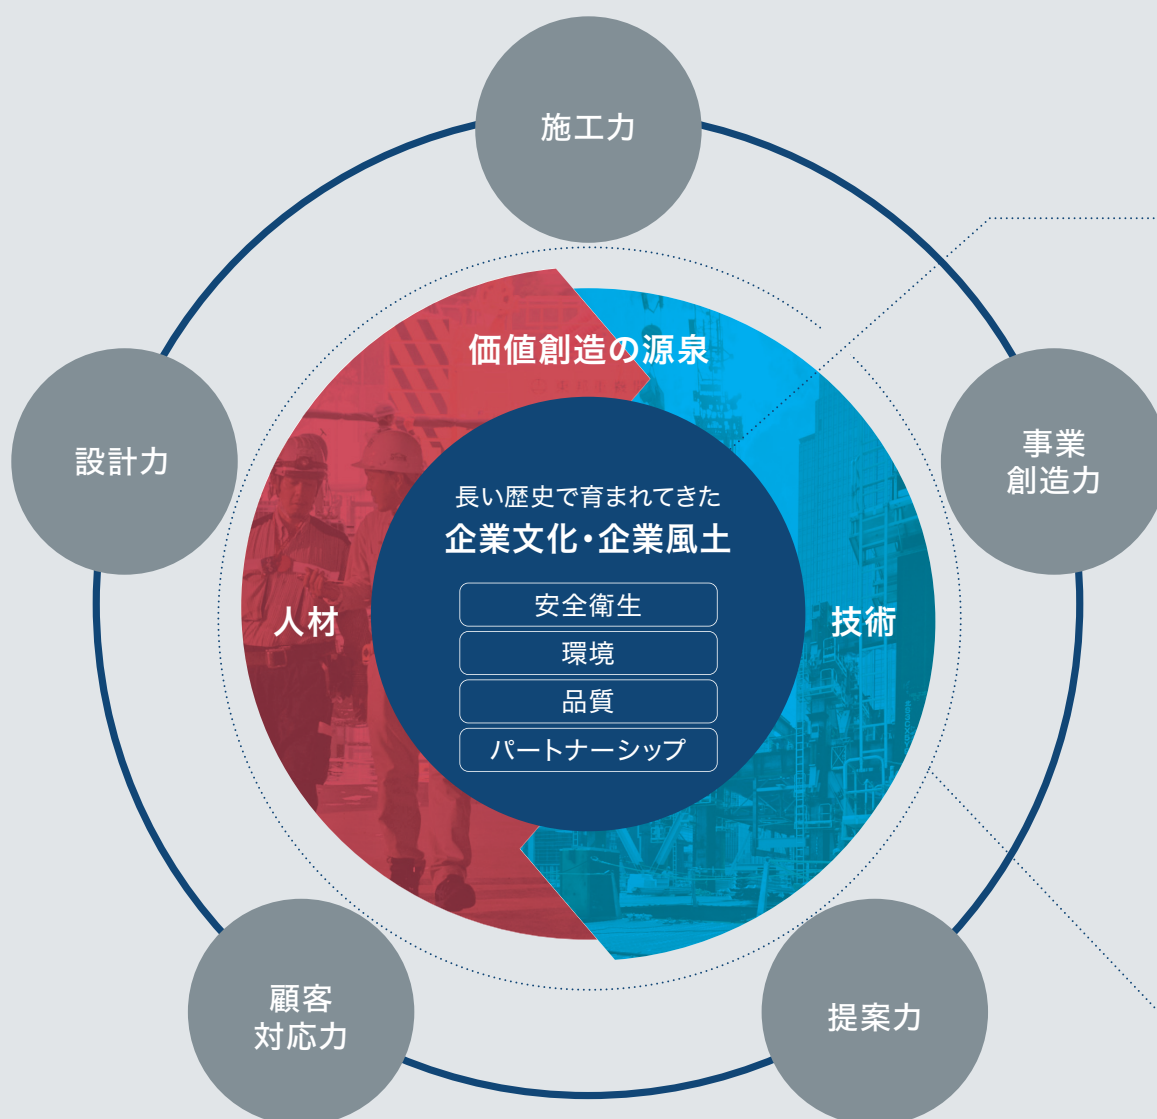 施工力
価値創造の源泉
設計力
事業
創造力
長い歴史で育まれてきた
企業文化・企業風土
安全衛生
人材
技術
環境
品質
パートナーシップ
顧客
対応力
提案力